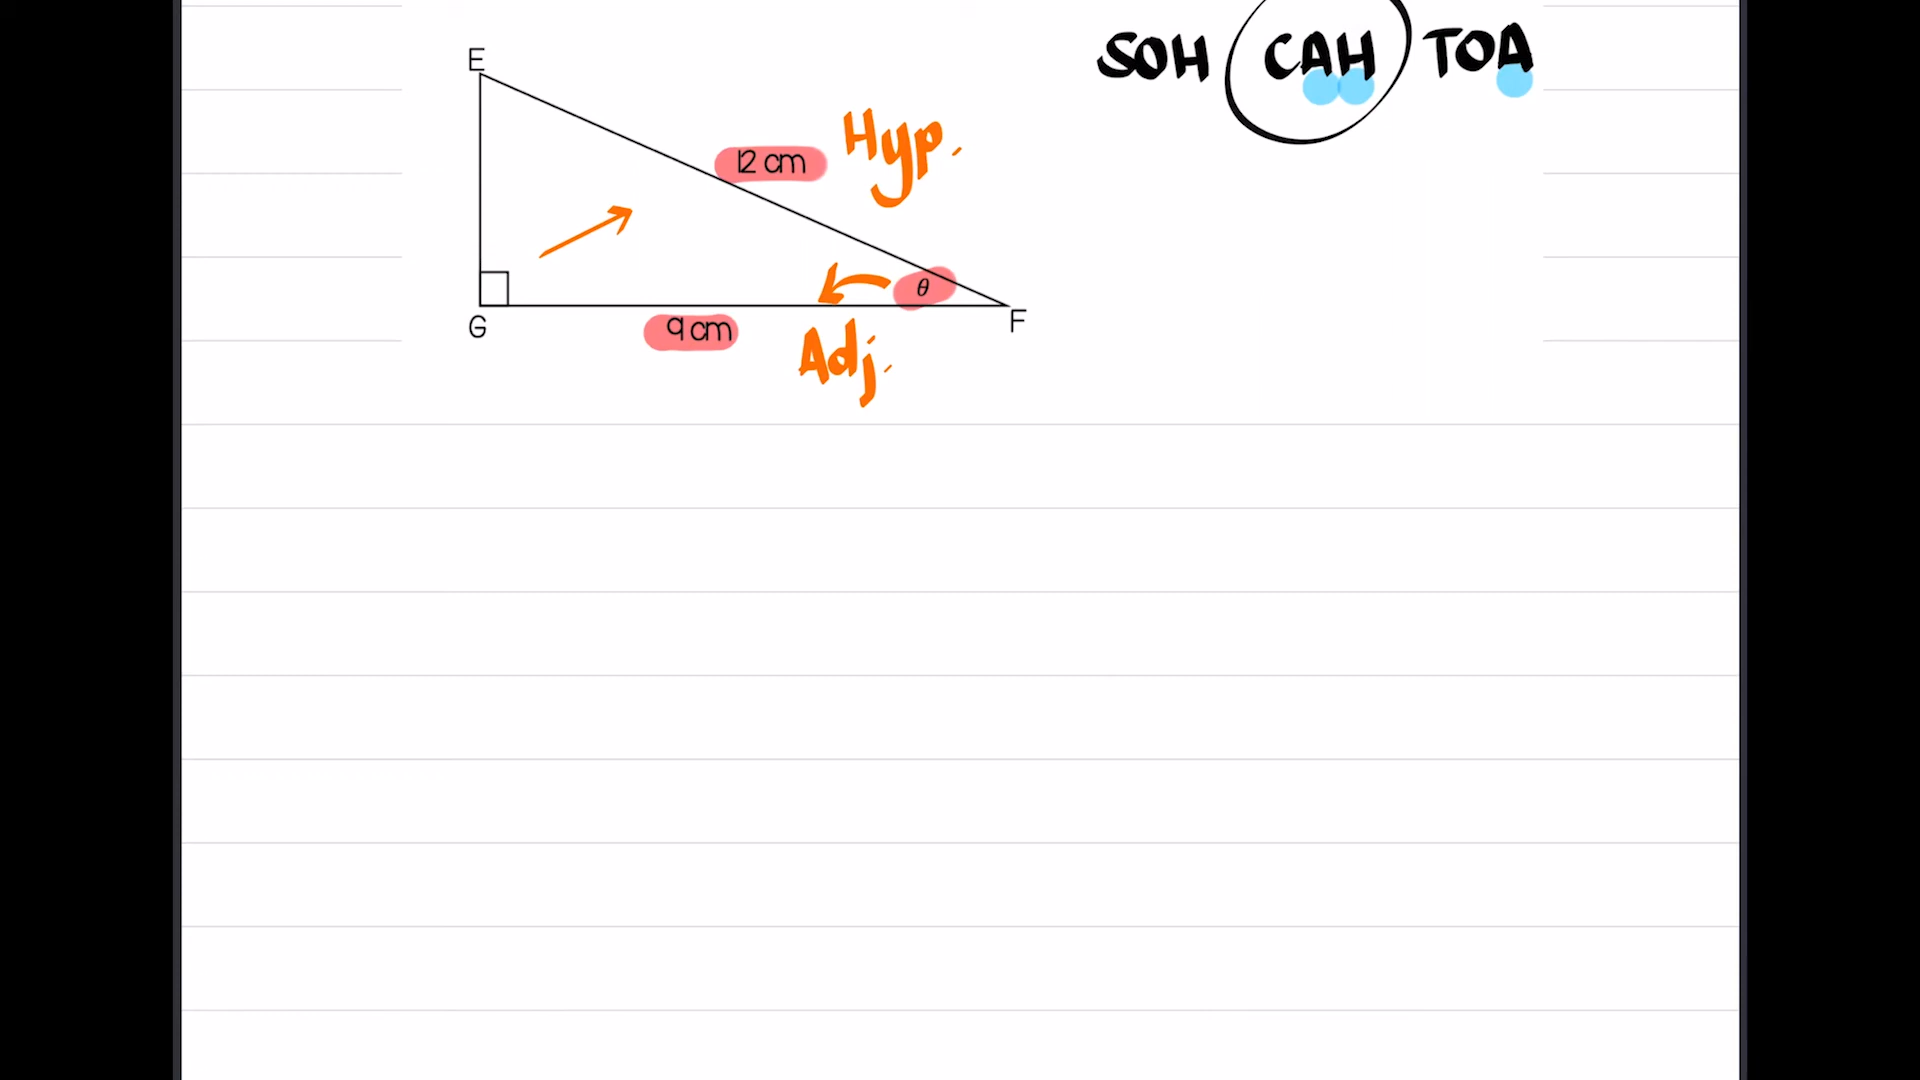 SOH CAH TOA
E
12 cm
Hyp.
θ
G
9 cm
F
Adj.